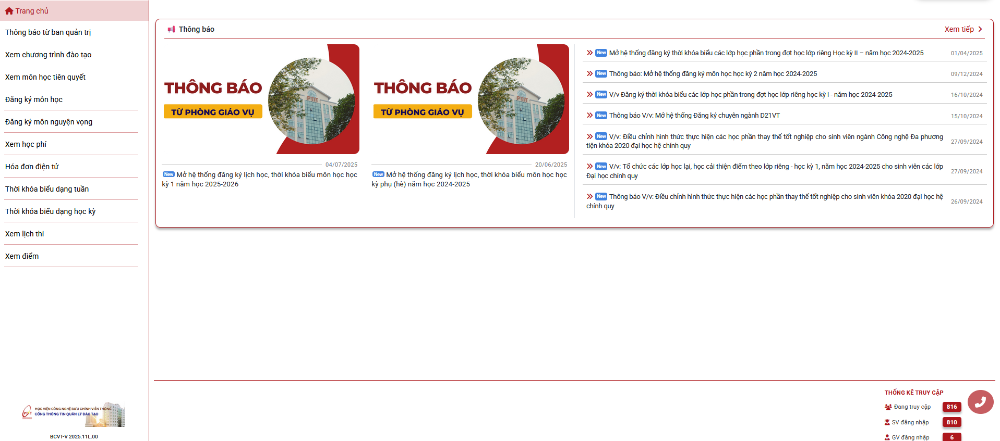 Trang chủ
Thông báo từ ban quản trị
Xem chương trình đào tạo
Xem môn học tiên quyết
Đăng ký môn học
Đăng ký môn nguyện vọng
Xem học phí
Hóa đơn điện tử
Thời khóa biểu dạng tuần
Thời khóa biểu dạng học kỳ
Xem lịch thi
Xem điểm
PTIT
HỌC VIỆN CÔNG NGHỆ BƯU CHÍNH VIỄN THÔNG
CỔNG THÔNG TIN QUẢN LÝ ĐÀO TẠO
BCVT-V 2025.11L.00
Thông báo
Xem tiếp
THÔNG BÁO
TỪ PHÒNG GIÁO VỤ
PTIT
04/07/2025
New Mở hệ thống đăng ký lịch học, thời khóa biểu môn học học
kỳ 1 năm học 2025-2026
THÔNG BÁO
TỪ PHÒNG GIÁO VỤ
PTIT
20/06/2025
New Mở hệ thống đăng ký lịch học, thời khóa biểu môn học học
kỳ phụ (hè) năm học 2024-2025
New Mở hệ thống đăng ký thời khóa biểu các lớp học phần trong đợt học lớp riêng Học kỳ II – năm học 2024-2025 01/04/2025
New Thông báo: Mở hệ thống đăng ký môn học học kỳ 2 năm học 2024-2025 09/12/2024
New V/v Đăng ký thời khóa biểu các lớp học phần trong đợt học lớp riêng học kỳ I - năm học 2024-2025 16/10/2024
New Thông báo V/v: Mở hệ thống Đăng ký chuyên ngành D21VT 15/10/2024
New V/v: Điều chỉnh hình thức thực hiện các học phần thay thế tốt nghiệp cho sinh viên ngành Công nghệ Đa phương
tiện khóa 2020 đại học hệ chính quy
27/09/2024
New V/v: Tổ chức các lớp học lại, học cải thiện điểm theo lớp riêng - học kỳ 1, năm học 2024-2025 cho sinh viên các lớp
Đại học chính quy
27/09/2024
New Thông báo V/v: Điều chỉnh hình thức thực hiện các học phần thay thế tốt nghiệp cho sinh viên khóa 2020 đại học hệ
chính quy
26/09/2024
THỐNG KÊ TRUY CẬP
Đang truy cập 816
SV đăng nhập 810
GV đăng nhập 6